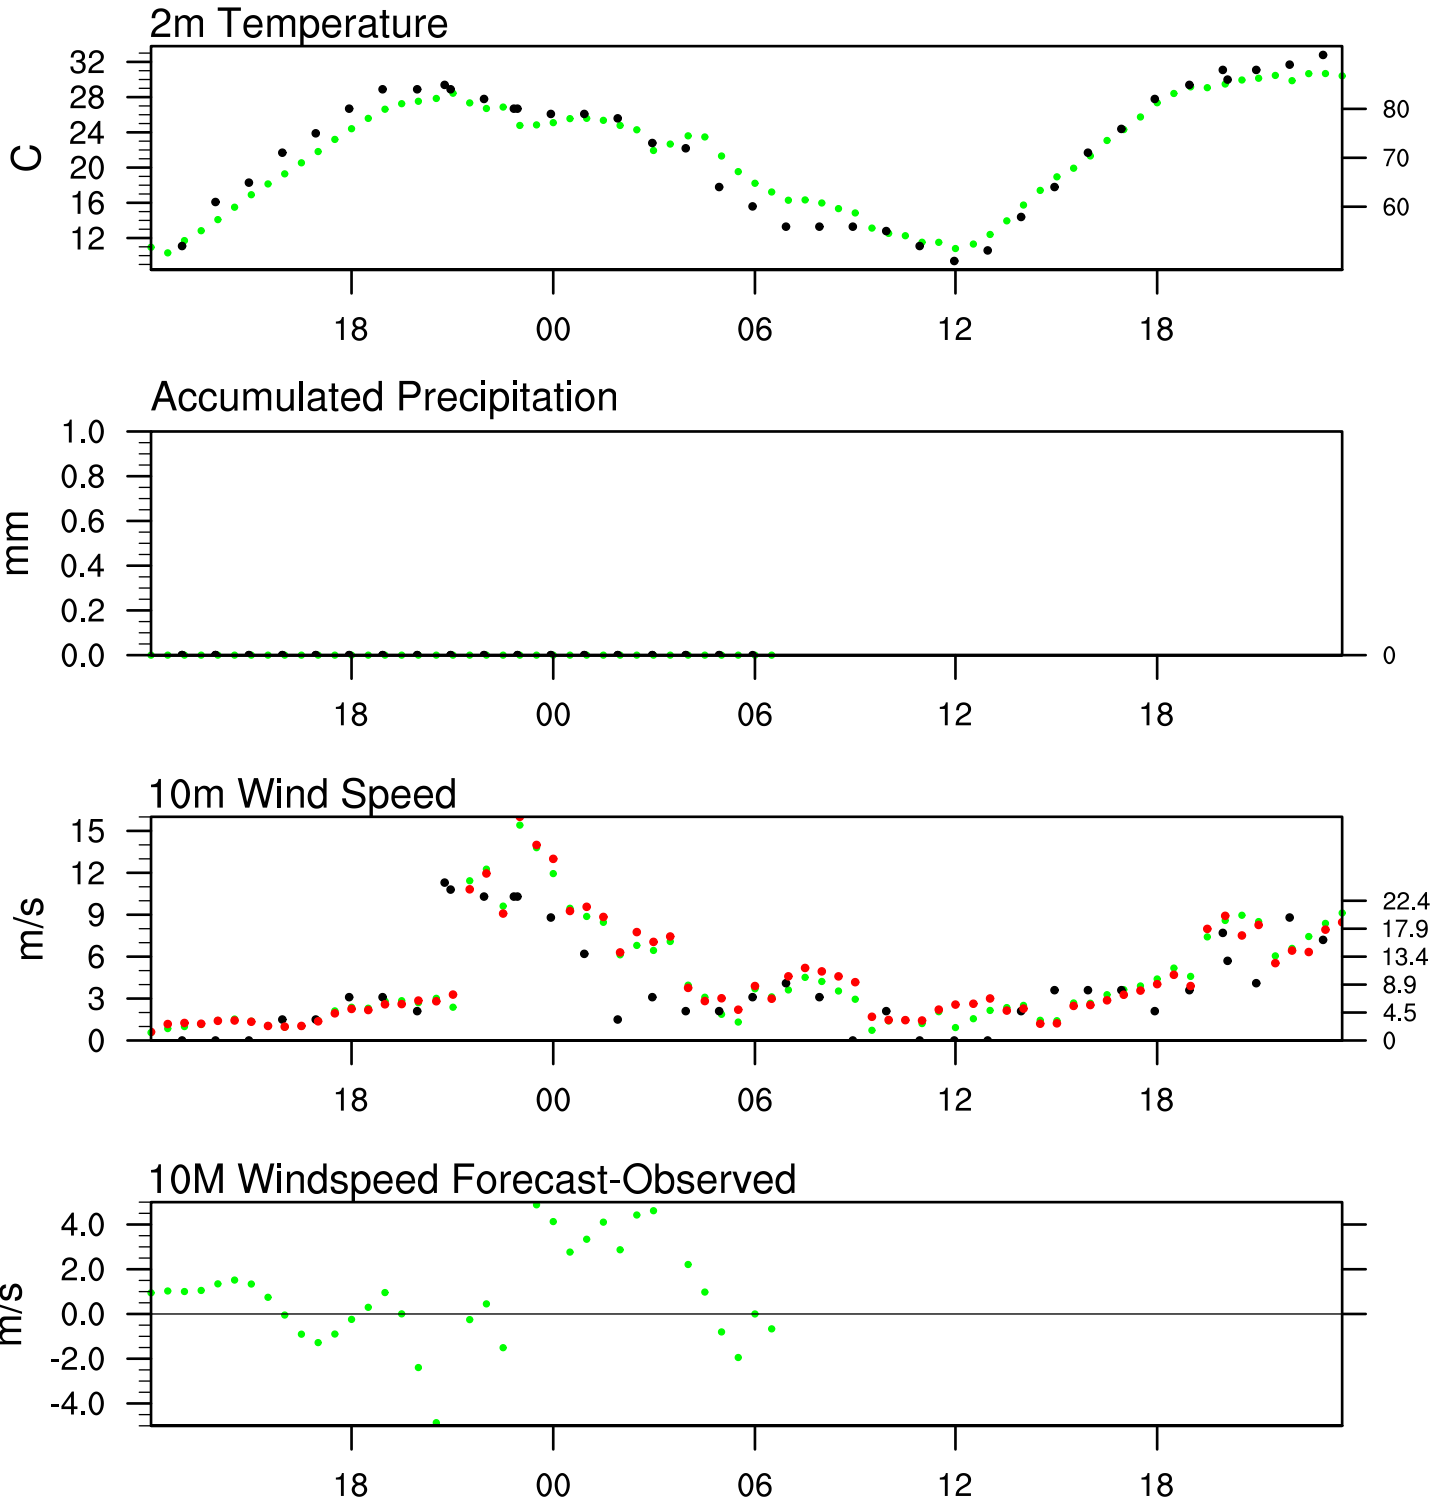 2m Temperature
32
28
24
20
16
12
C
80
70
60
18 00 06 12 18
Accumulated Precipitation
1.0
0.8
0.6
0.4
0.2
0.0
mm
0
18 00 06 12 18
10m Wind Speed
15
12
9
6
3
0
m/s
22.4
17.9
13.4
8.9
4.5
0
18 00 06 12 18
10M Windspeed Forecast-Observed
4.0
2.0
0.0
-2.0
-4.0
m/s
18 00 06 12 18